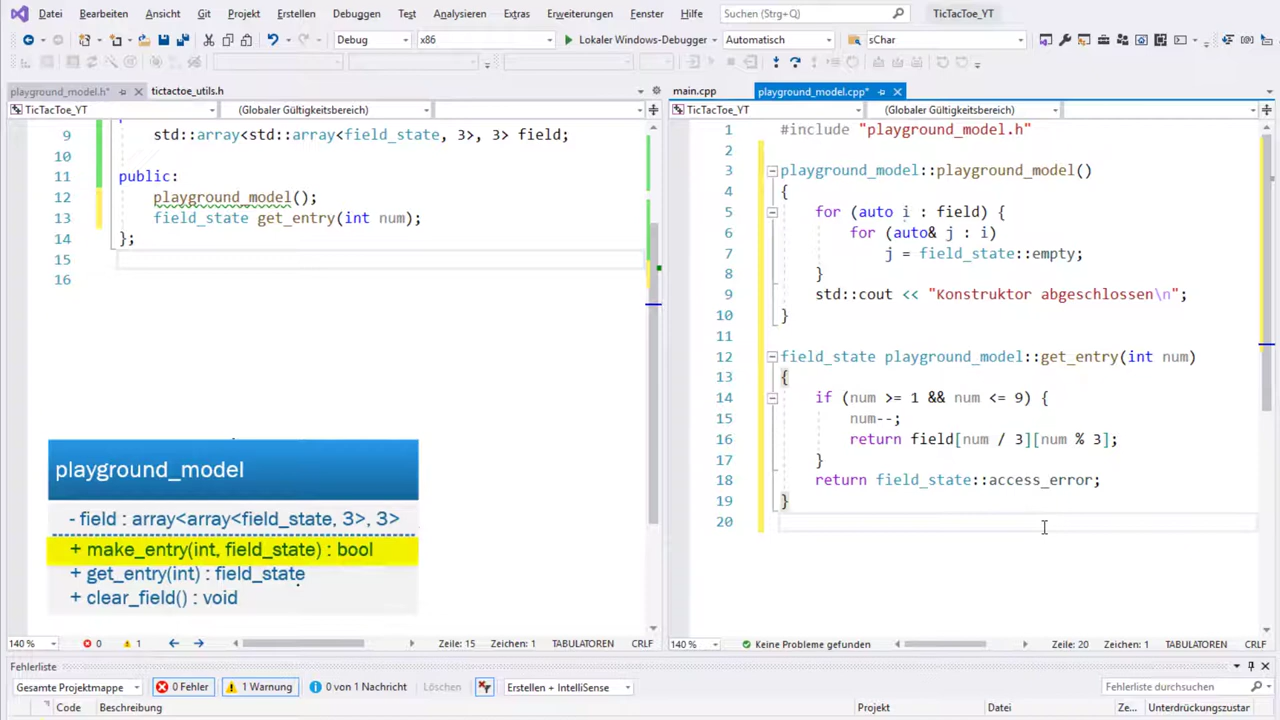 Datei Bearbeiten Ansicht Git Projekt Erstellen Debuggen Test Analysieren Extras Erweiterungen Fenster Hilfe Suchen (Strg+Q) TicTacToe_YT
Debug x86 Lokaler Windows-Debugger Automatisch sChar
playground_model.h* tictactoe_utils.h
TicTacToe_YT (Globaler Gültigkeitsbereich)
9 std::array<std::array<field_state, 3>, 3> field;
10
11 public:
12 playground_model();
13 field_state get_entry(int num);
14 };
15
16
playground_model
- field : array<array<field_state, 3>, 3>
+ make_entry(int, field_state) : bool
+ get_entry(int) : field_state
+ clear_field() : void
140 % 0 1 Zeile: 15 Zeichen: 1 TABULATOREN CRLF
main.cpp playground_model.cpp*
TicTacToe_YT (Globaler Gültigkeitsbereich)
1 #include "playground_model.h"
2
3 playground_model::playground_model()
4 {
5 for (auto i : field) {
6 for (auto& j : i)
7 j = field_state::empty;
8 }
9 std::cout << "Konstruktor abgeschlossen\n";
10 }
11
12 field_state playground_model::get_entry(int num)
13 {
14 if (num >= 1 && num <= 9) {
15 num--;
16 return field[num / 3][num % 3];
17 }
18 return field_state::access_error;
19 }
20
140 % Keine Probleme gefunden Zeile: 20 Zeichen: 1 TABULATOREN CRLF
Fehlerliste
Gesamte Projektmappe 0 Fehler 1 Warnung 0 von 1 Nachricht Löschen Erstellen + IntelliSense Fehlerliste durchsuchen
Code Beschreibung Projekt Datei Ze... Unterdrückungszustar